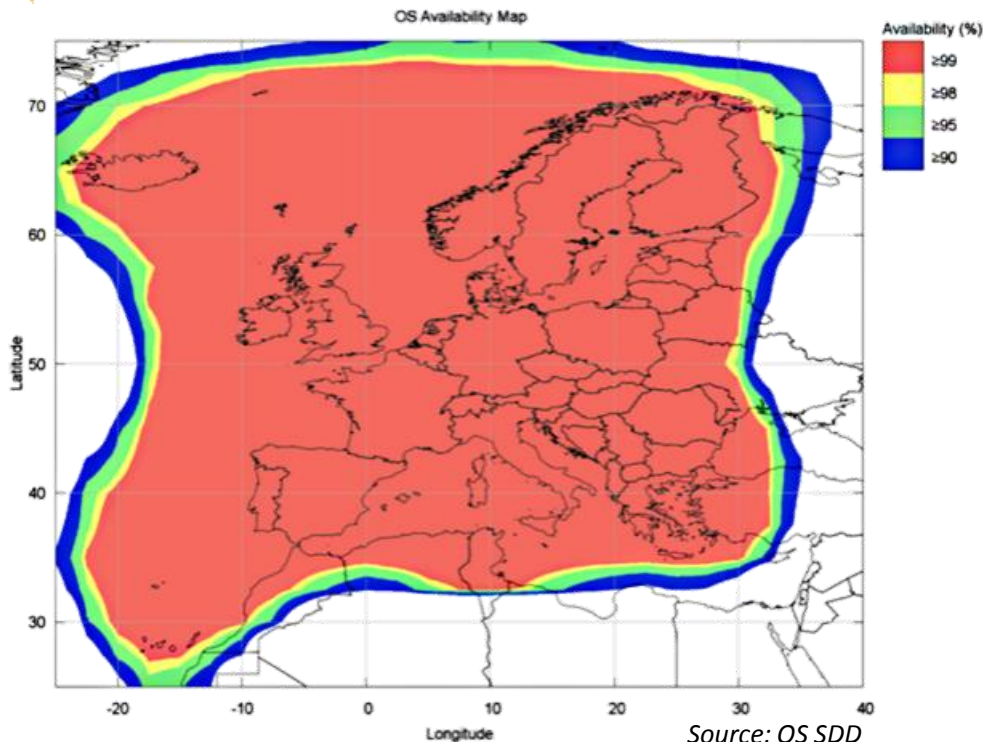 OS Availability Map
Availability (%)
≥99
≥98
≥95
≥90
Latitude
70
60
50
40
30
-20 -10 0 10 20 30 40
Longitude
Source: OS SDD